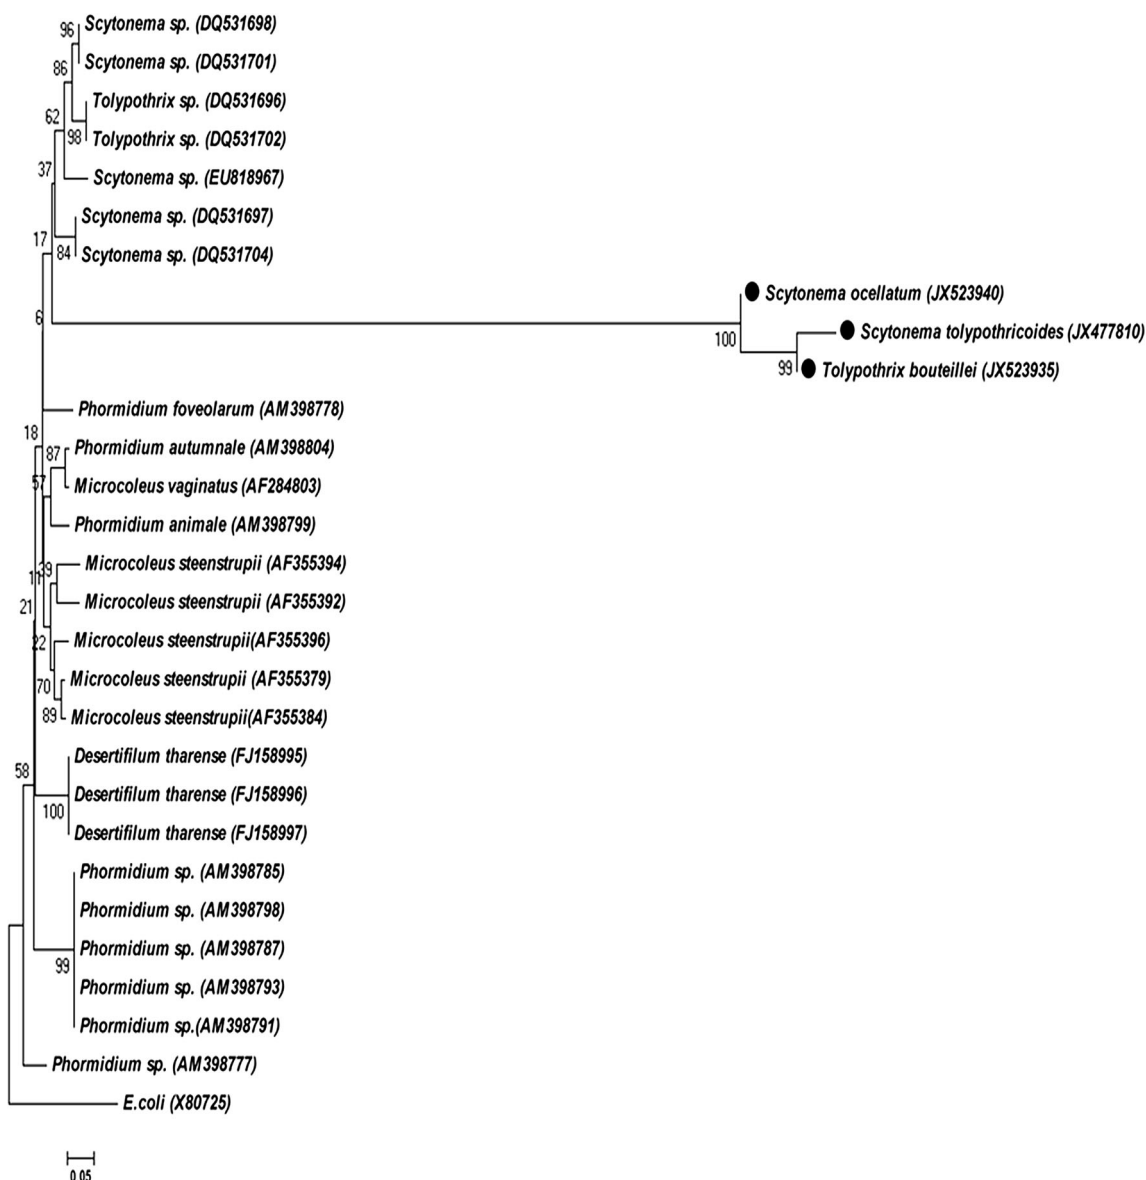 96
Scytonema sp. (DQ531698)
Scytonema sp. (DQ531701)
86
Tolypothrix sp. (DQ531696)
62
98
Tolypothrix sp. (DQ531702)
37
Scytonema sp. (EU818967)
Scytonema sp. (DQ531697)
17
84
Scytonema sp. (DQ531704)
Scytonema ocellatum (JX523940)
6
100
Scytonema tolypothricoides (JX477810)
99
Tolypothrix bouteillei (JX523935)
Phormidium foveolarum (AM398778)
18
87
Phormidium autumnale (AM398804)
57
Microcoleus vaginatus (AF284803)
Phormidium animale (AM398799)
39
Microcoleus steenstrupii (AF355394)
11
21
Microcoleus steenstrupii (AF355392)
22
Microcoleus steenstrupii(AF355396)
70
Microcoleus steenstrupii (AF355379)
89
Microcoleus steenstrupii(AF355384)
Desertifilum tharense (FJ158995)
58
Desertifilum tharense (FJ158996)
100
Desertifilum tharense (FJ158997)
Phormidium sp. (AM398785)
Phormidium sp. (AM398798)
Phormidium sp. (AM398787)
99
Phormidium sp. (AM398793)
Phormidium sp.(AM398791)
Phormidium sp. (AM398777)
E.coli (X80725)
0.05